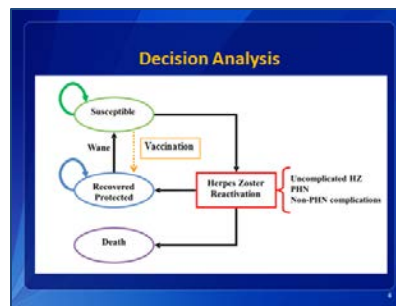 Decision Analysis
Susceptible
Wane
Vaccination
Recovered
Protected
Herpes Zoster
Reactivation
Uncomplicated HZ
PHN
Non-PHN complications
Death